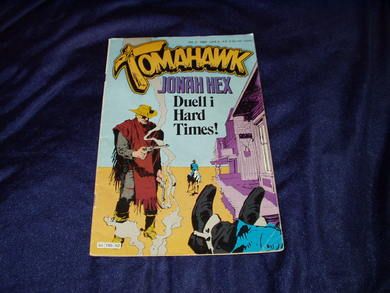 TOMAHAWK
JONAH HEX
Duell i
Hard
Times!